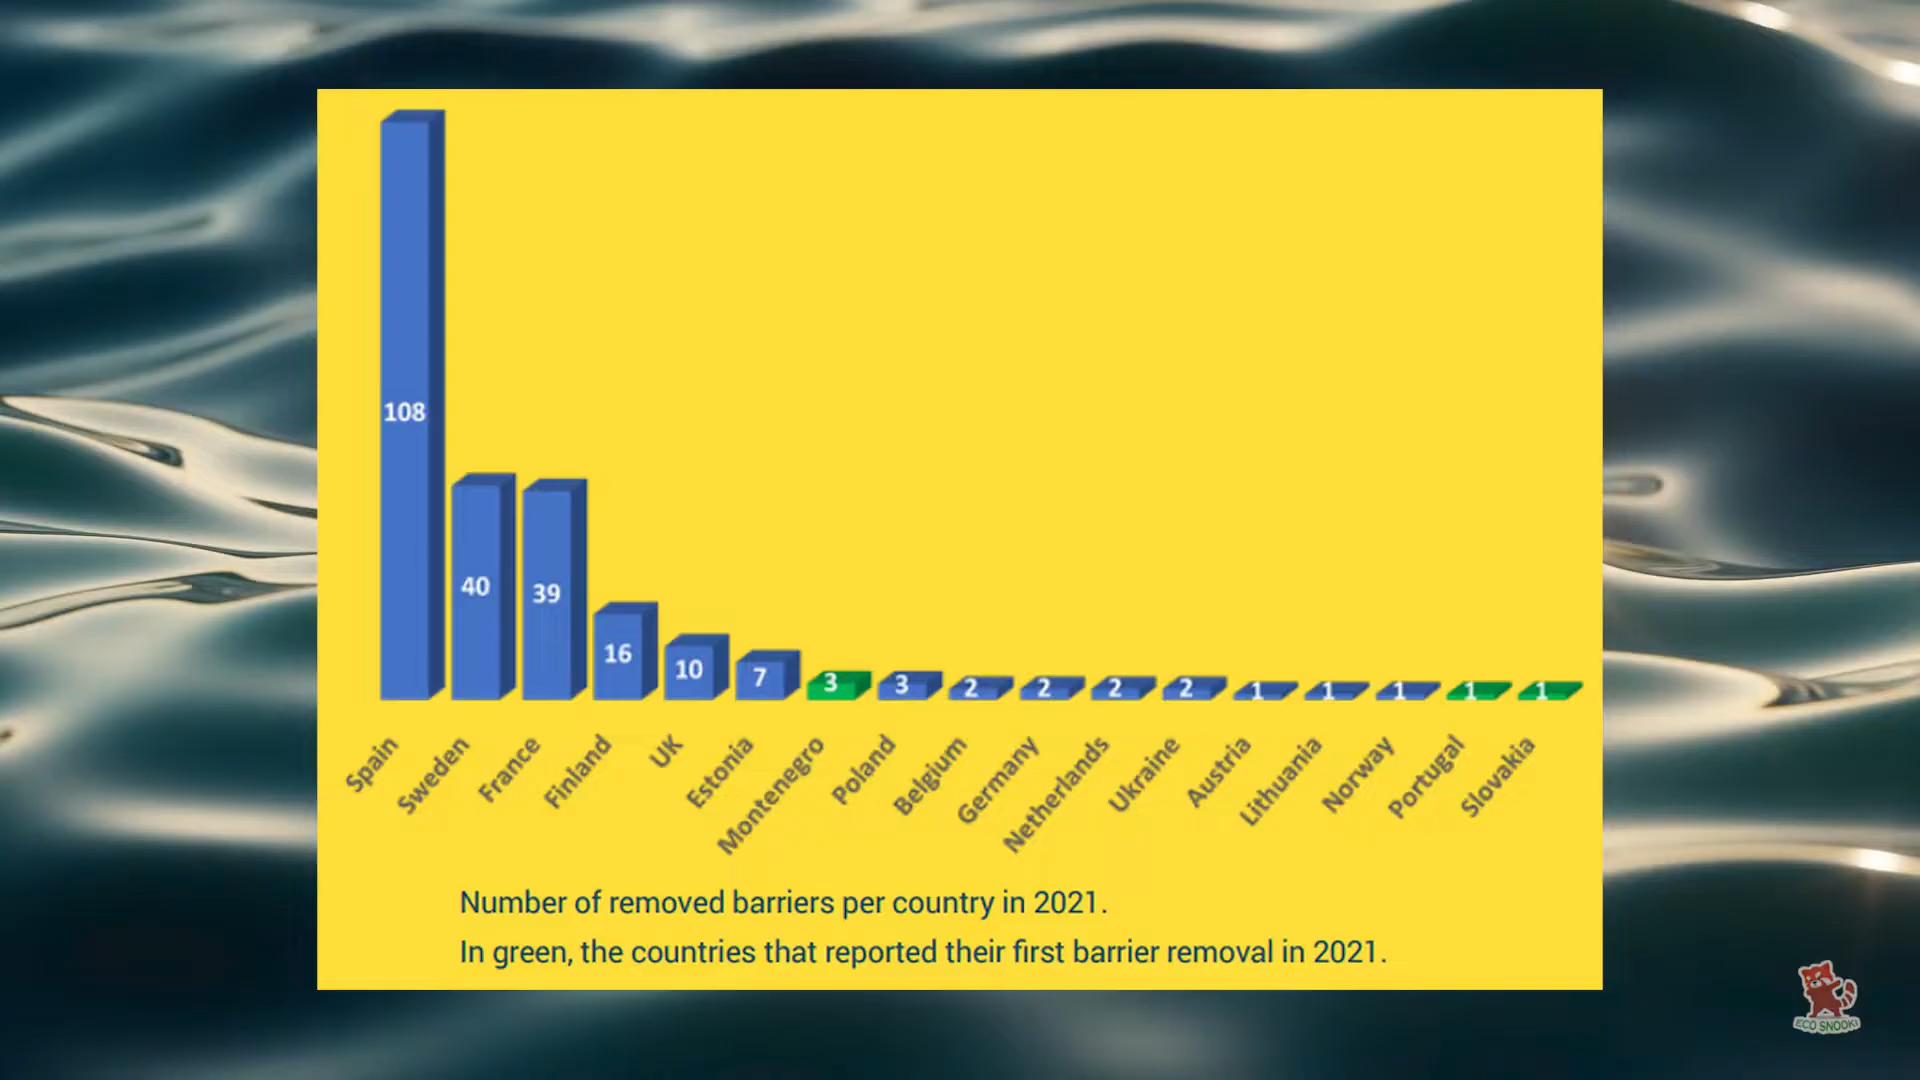 108
40
39
16
10
7
3
3
2
2
2
2
1
1
1
1
1
Spain
Sweden
France
Finland
UK
Estonia
Montenegro
Poland
Belgium
Germany
Netherlands
Ukraine
Austria
Lithuania
Norway
Portugal
Slovakia
Number of removed barriers per country in 2021.
In green, the countries that reported their first barrier removal in 2021.
ECO SNOOKI